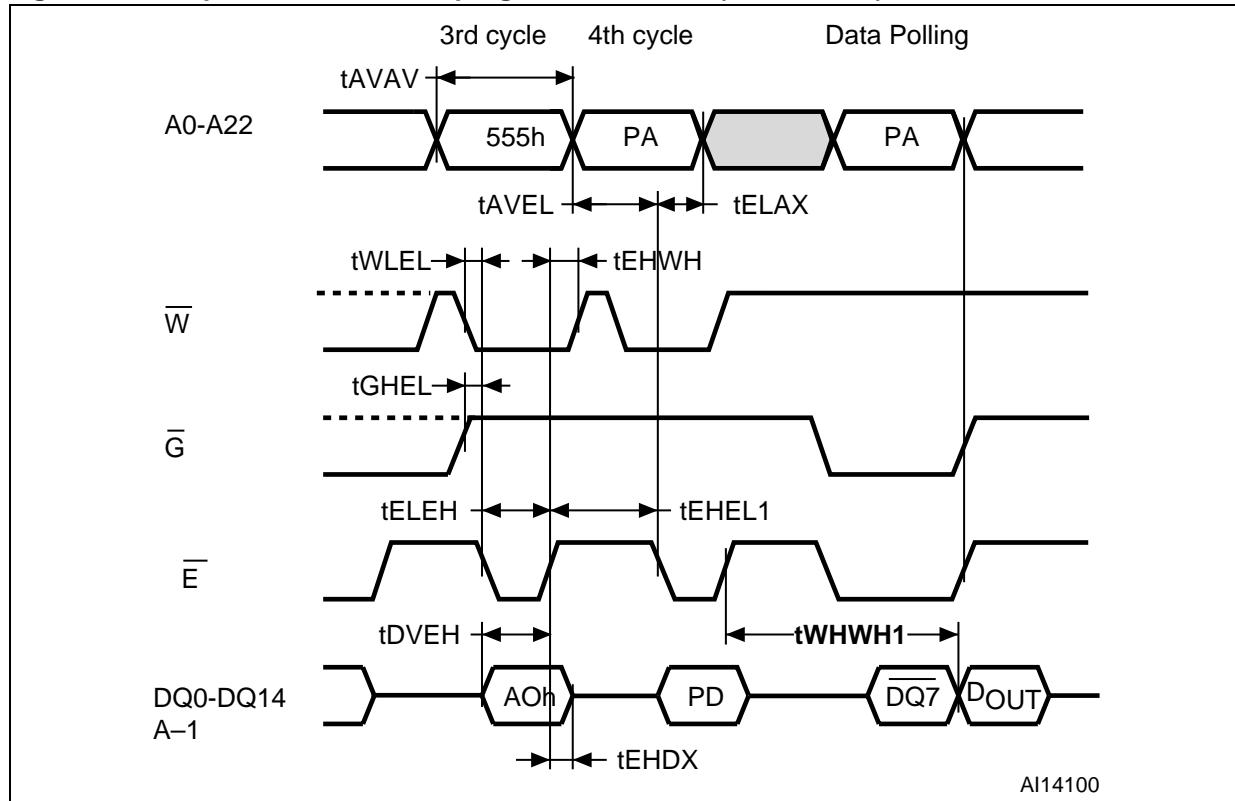 3rd cycle 4th cycle Data Polling
tAVAV
A0-A22 555h PA PA
tAVEL tELAX
tWLEL tEHWH
W
tGHEL
G
tELEH tEHEL1
E
tDVEH tWHWH1
DQ0-DQ14
A–1
AOh PD DQ7 DOUT
tEHDX
AI14100